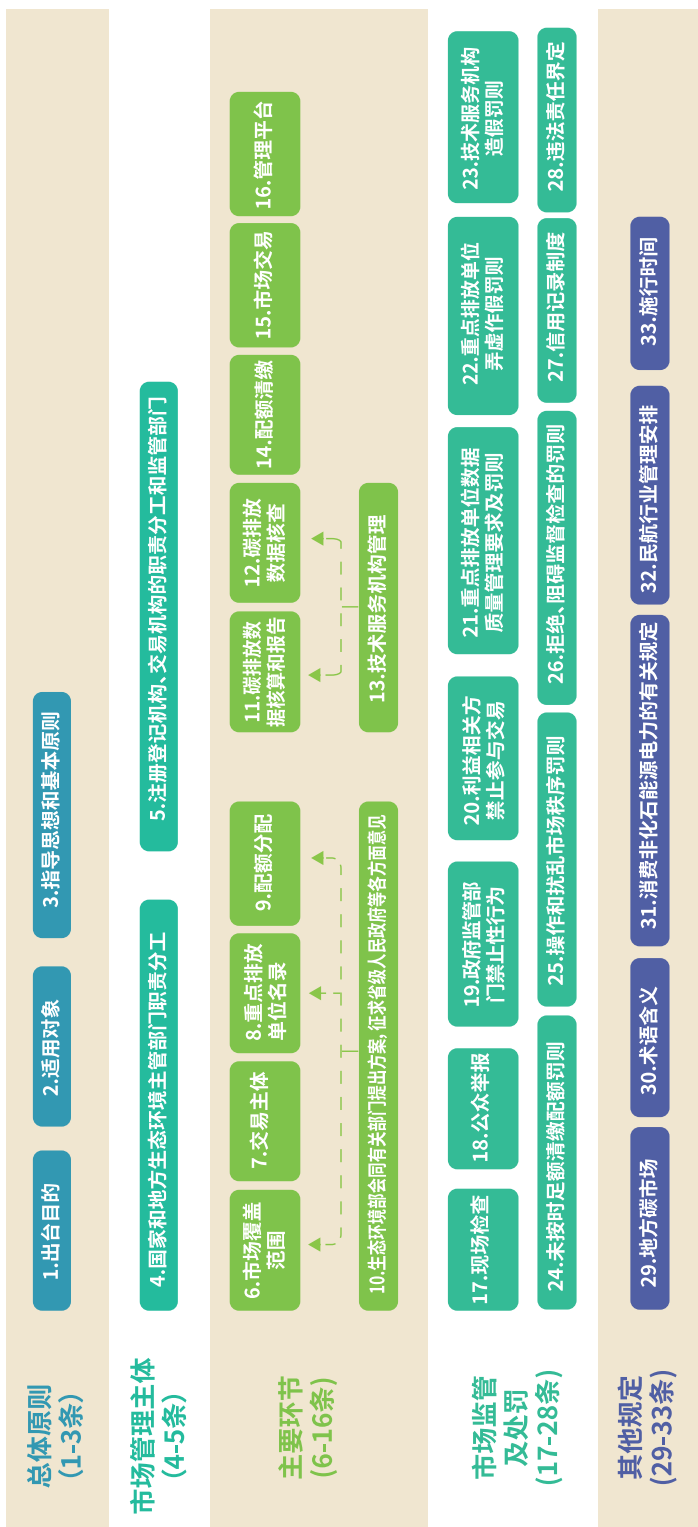 总体原则
(1-3条)
1.出台目的
2.适用对象
3.指导思想和基本原则
市场管理主体
(4-5条)
4.国家和地方生态环境主管部门职责分工
5.注册登记机构、交易机构的职责分工和监管部门
主要环节
(6-16条)
6.市场覆盖
范围
7.交易主体
8.重点排放
单位名录
9.配额分配
11.碳排放数
据核算和报告
12.碳排放
数据核查
14.配额清缴
15.市场交易
16.管理平台
10.生态环境部会同有关部门提出方案，征求省级人民政府等各方面意见
13.技术服务机构管理
市场监管
及处罚
(17-28条)
17.现场检查
18.公众举报
19.政府监管部
门禁止性行为
20.利益相关方
禁止参与交易
21.重点排放单位数据
质量管理要求及罚则
22.重点排放单位
弄虚作假罚则
23.技术服务机构
造假罚则
24.未按时足额清缴配额罚则
25.操作和扰乱市场秩序罚则
26.拒绝、阻碍监督检查的罚则
27.信用记录制度
28.违法责任界定
其他规定
(29-33条)
29.地方碳市场
30.术语含义
31.消费非化石能源电力的有关规定
32.民航行业管理安排
33.施行时间